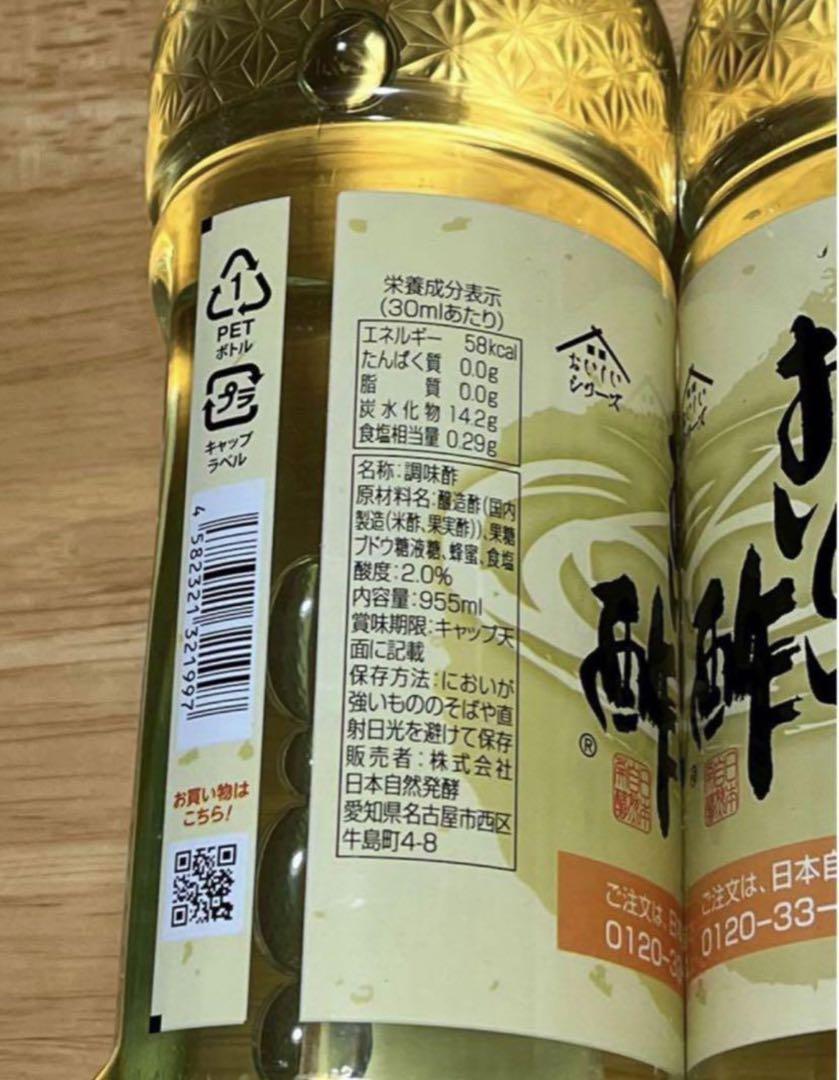 1
PET
ボトル
プラ
キャップ
ラベル
4 582321 321997
お買い物は
こちら!
栄養成分表示
(30mlあたり)
エネルギー 58kcal
たんぱく質 0.0g
脂質 0.0g
炭水化物 14.2g
食塩相当量 0.29g
名称:調味酢
原材料名:醸造酢(国内
製造(米酢、果実酢))、果糖
ブドウ糖液糖、蜂蜜、食塩
酸度:2.0%
内容量:955ml
賞味期限:キャップ天
面に記載
保存方法:においが
強いもののそばや直
射日光を避けて保存
販売者:株式会社
日本自然発酵
愛知県名古屋市西区
牛島町4-8
おいしい
シリーズ
酢
®
ご注文は、日
0120-3
おいし
酢
ご注文は、日本自
0120-33-